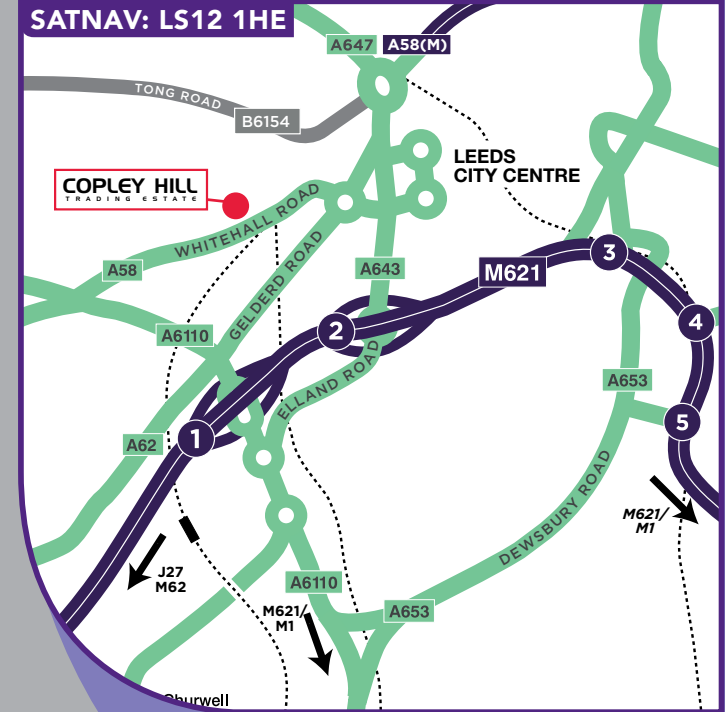 SATNAV: LS12 1HE
A647
A58(M)
TONG ROAD
B6154
LEEDS
CITY CENTRE
COPLEY HILL
TRADING ESTATE
WHITEHALL ROAD
A58
GELDERD ROAD
A643
M621
3
A6110
2
4
ELLAND ROAD
A653
5
1
A62
DEWSBURY ROAD
M621/
M1
J27
M62
A6110
M621/
M1
A653
Churwell